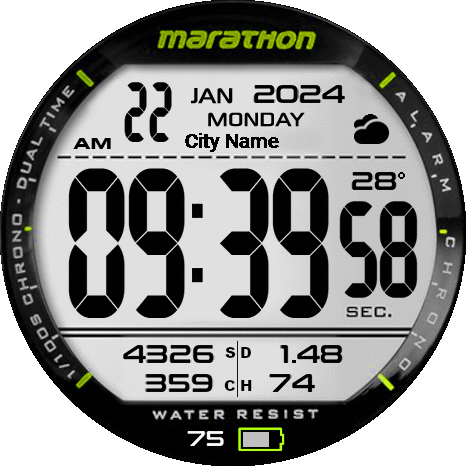 marathon
DUAL TIME
ALARM
22 JAN 2024
MONDAY
AM City Name
28°
09:39 58
SEC.
1/100S CHRONO
CHRONO
4326 SD 1.48
359 CH 74
WATER RESIST
75